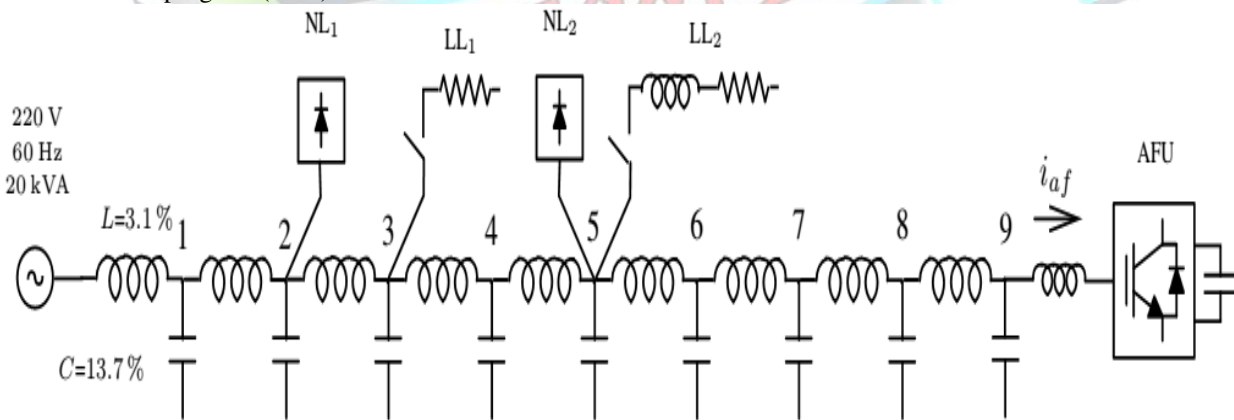 NL₁
LL₁
NL₂
LL₂
220 V
60 Hz
20 kVA
AFU
i_af
L=3.1%
1
2
3
4
5
6
7
8
9
C=13.7%